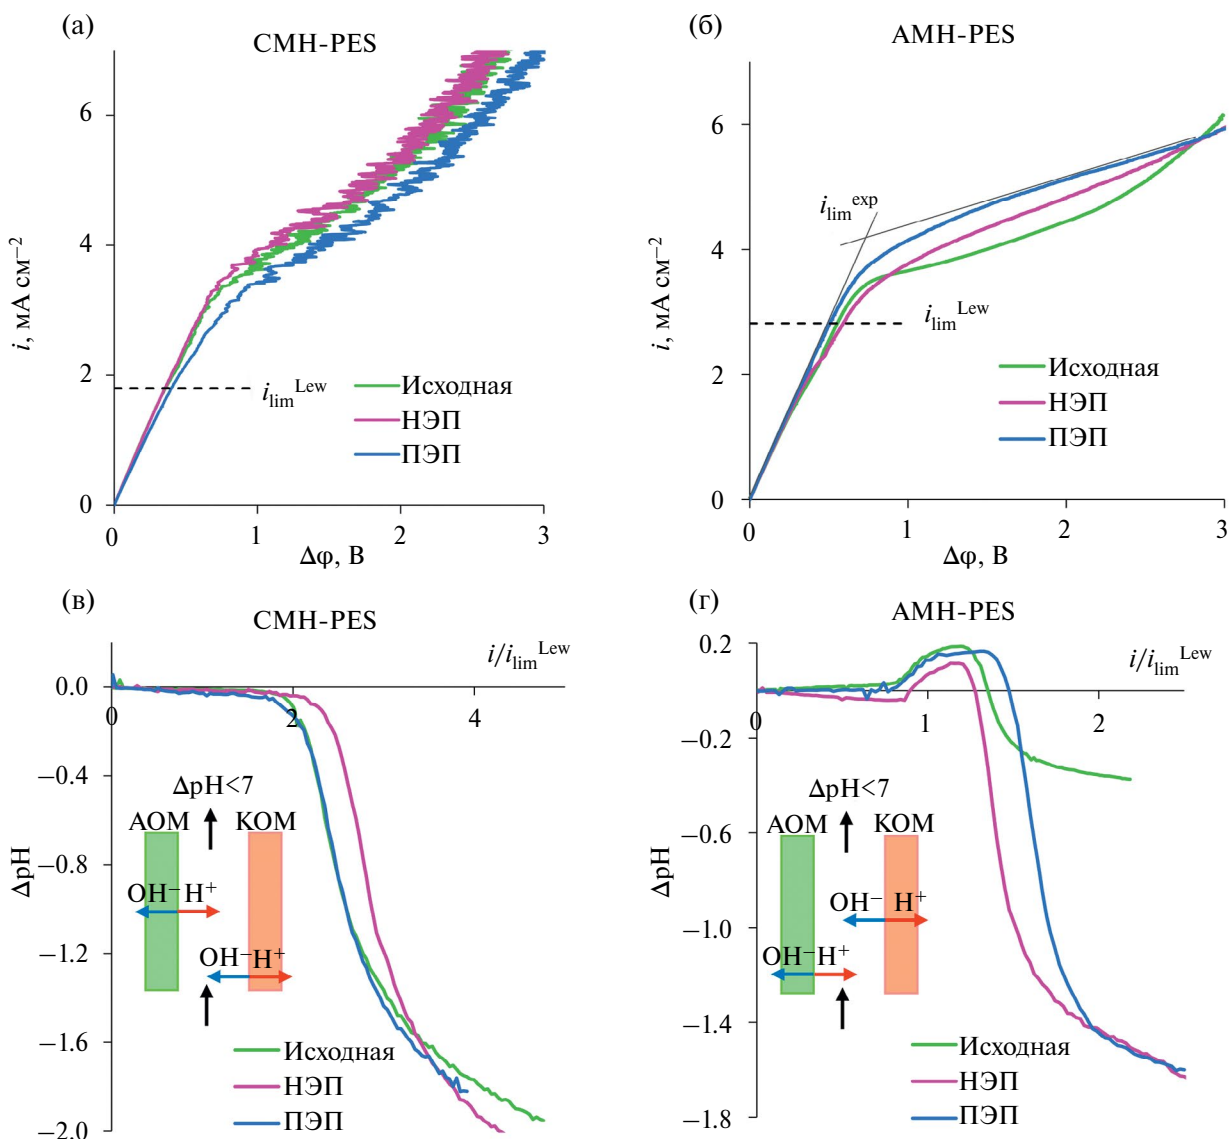 (а)
CMH-PES
6
4
2
0
i, мА см⁻²
i_lim^Lew
Исходная
НЭП
ПЭП
0
1
2
3
Δφ, В
(б)
AMH-PES
6
4
2
0
i, мА см⁻²
i_lim^exp
i_lim^Lew
Исходная
НЭП
ПЭП
0
1
2
3
Δφ, В
(в)
CMH-PES
i/i_lim^Lew
0.0
−0.4
−0.8
−1.2
−1.6
−2.0
0
2
4
ΔpH
ΔpH<7
АОМ
КОМ
OH⁻ H⁺
OH⁻ H⁺
Исходная
НЭП
ПЭП
(г)
AMH-PES
i/i_lim^Lew
0.2
−0.2
−0.6
−1.0
−1.4
−1.8
0
1
2
ΔpH
ΔpH<7
АОМ
КОМ
OH⁻ H⁺
OH⁻ H⁺
Исходная
НЭП
ПЭП